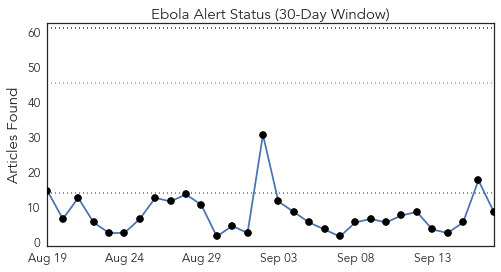 Ebola Alert Status (30-Day Window)
Articles Found
60
50
40
30
20
10
0
Aug 19 Aug 24 Aug 29 Sep 03 Sep 08 Sep 13